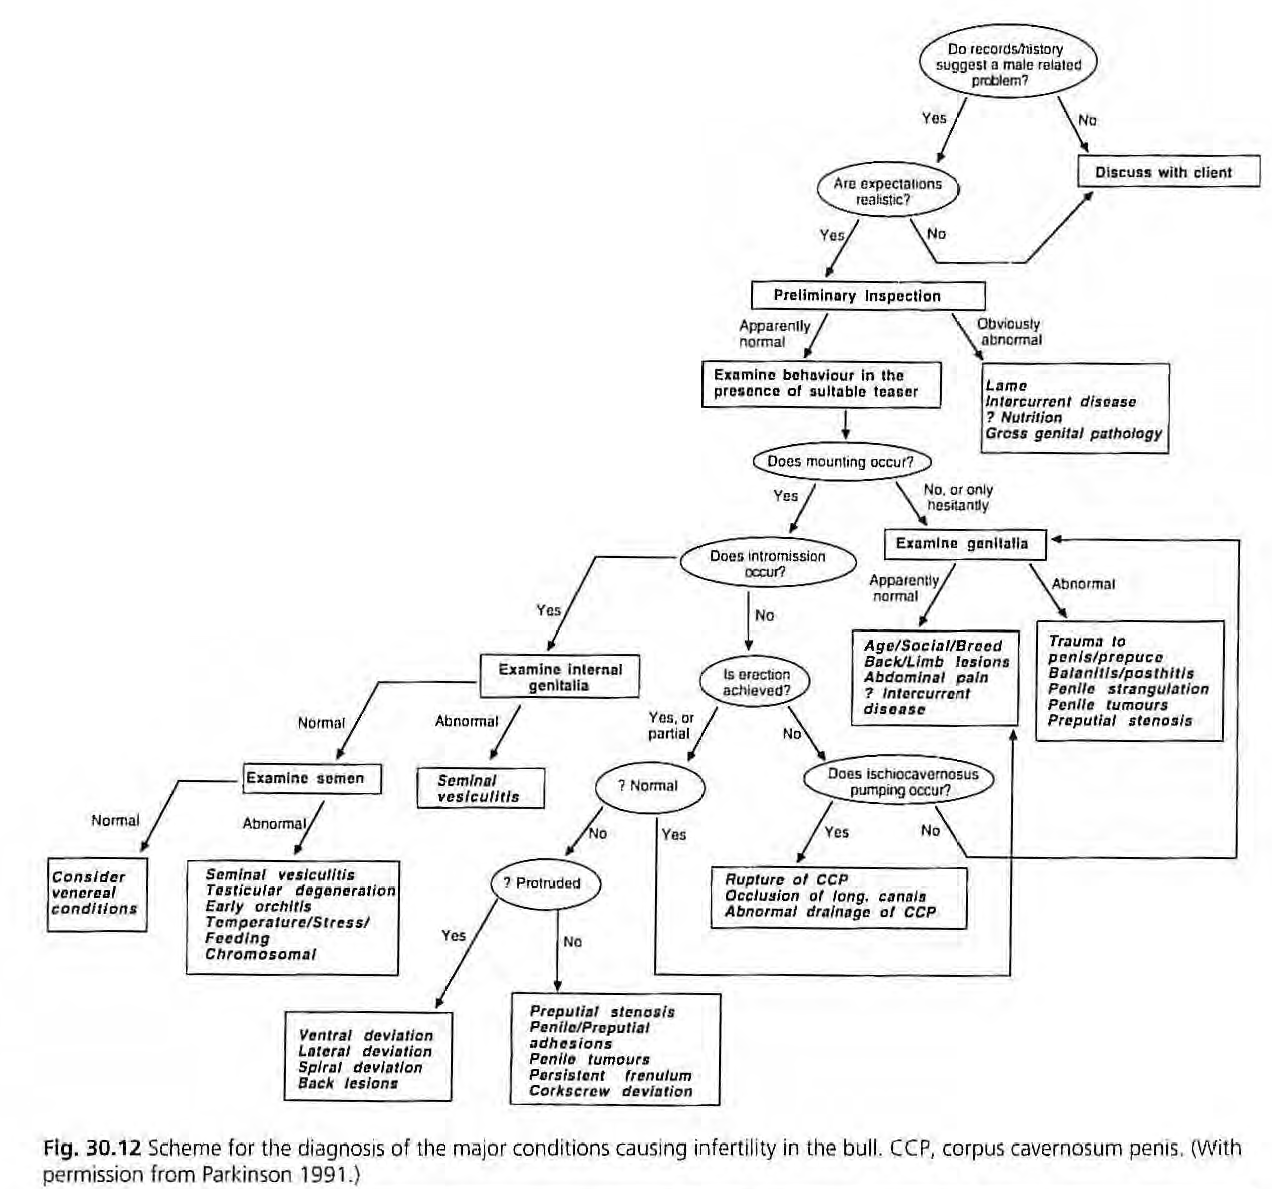 Do records/history
suggest a male related
problem?
Yes
No
Discuss with client
Are expectations
realistic?
Yes
No
Preliminary Inspection
Apparently
normal
Obviously
abnormal
Examine behaviour in the
presence of suitable teaser
Lame
Intercurrent disease
? Nutrition
Gross genital pathology
Does mounting occur?
Yes
No, or only
hesitantly
Does intromission
occur?
Examine genitalia
Yes
No
Apparently
normal
Abnormal
Examine internal
genitalia
Is erection
achieved?
Age/Social/Breed
Back/Limb lesions
Abdominal pain
? Intercurrent
disease
Trauma to
penis/prepuce
Balanitis/posthitis
Penile strangulation
Penile tumours
Preputial stenosis
Normal
Abnormal
Yes, or
partial
No
Examine semen
Seminal
vesiculitis
? Normal
Does ischiocavernosus
pumping occur?
Normal
Abnormal
No
Yes
Yes
No
Consider
venereal
conditions
Seminal vesiculitis
Testicular degeneration
Early orchitis
Temperature/Stress/
Feeding
Chromosomal
? Protruded
Rupture of CCP
Occlusion of long. canals
Abnormal drainage of CCP
Yes
No
Ventral deviation
Lateral deviation
Spiral deviation
Back lesions
Preputial stenosis
Penile/Preputial
adhesions
Penile tumours
Persistent frenulum
Corkscrew deviation
Fig. 30.12 Scheme for the diagnosis of the major conditions causing infertility in the bull. CCP, corpus cavernosum penis. (With
permission from Parkinson 1991.)